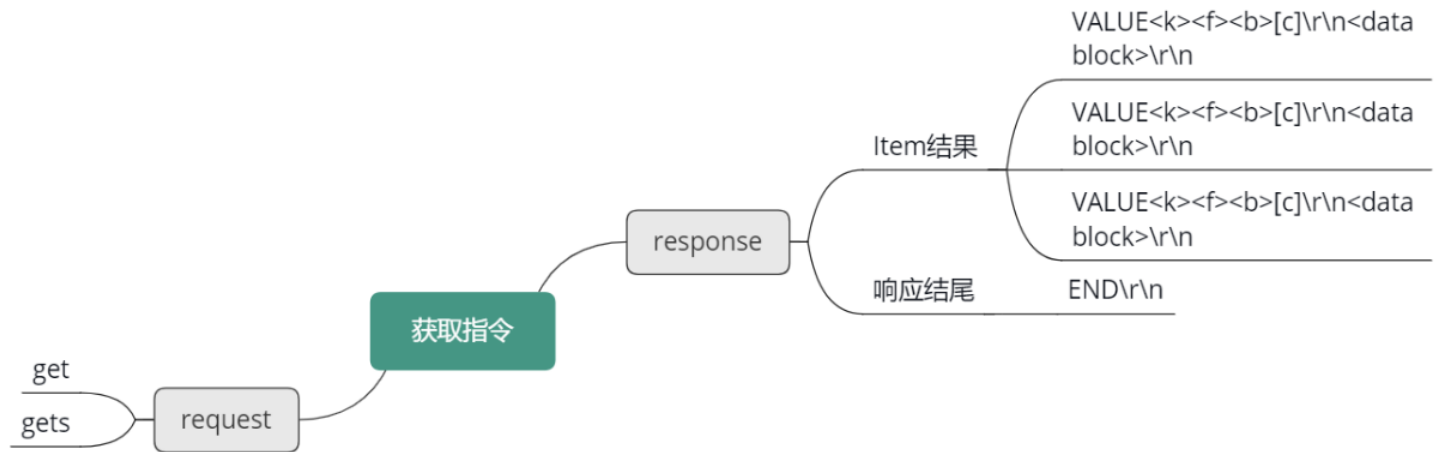 VALUE<k><f><b>[c]\r\n<data
block>\r\n
VALUE<k><f><b>[c]\r\n<data
block>\r\n
Item结果
VALUE<k><f><b>[c]\r\n<data
block>\r\n
response
响应结尾
END\r\n
获取指令
get
gets
request